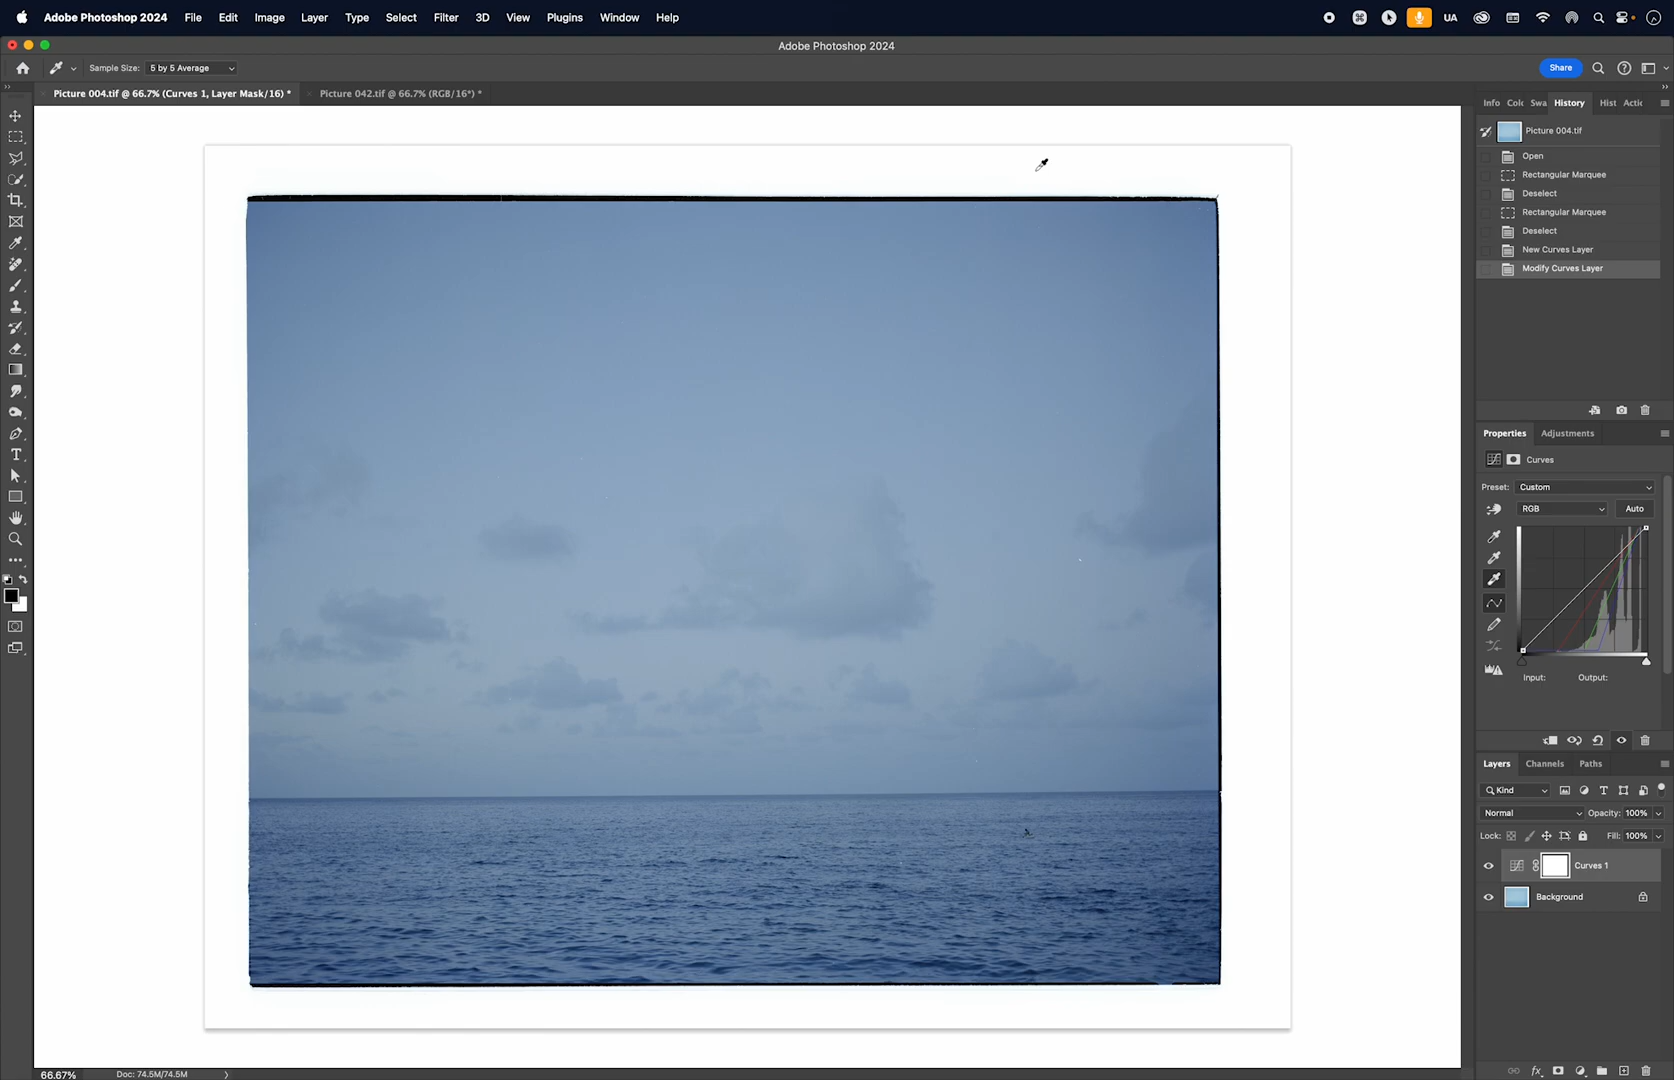 Adobe Photoshop 2024 File Edit Image Layer Type Select Filter 3D View Plugins Window Help UA
Adobe Photoshop 2024
Sample Size: 5 by 5 Average Share
Picture 004.tif @ 66.7% (Curves 1, Layer Mask/16) * Picture 042.tif @ 66.7% (RGB/16*) *
Info Colc Swa History Hist Actic
Picture 004.tif
Open
Rectangular Marquee
Deselect
Rectangular Marquee
Deselect
New Curves Layer
Modify Curves Layer
Properties Adjustments
Curves
Preset: Custom
RGB Auto
Input: Output:
Layers Channels Paths
Kind
Normal Opacity: 100%
Lock: Fill: 100%
Curves 1
Background
66.67% Doc: 74.5M/74.5M